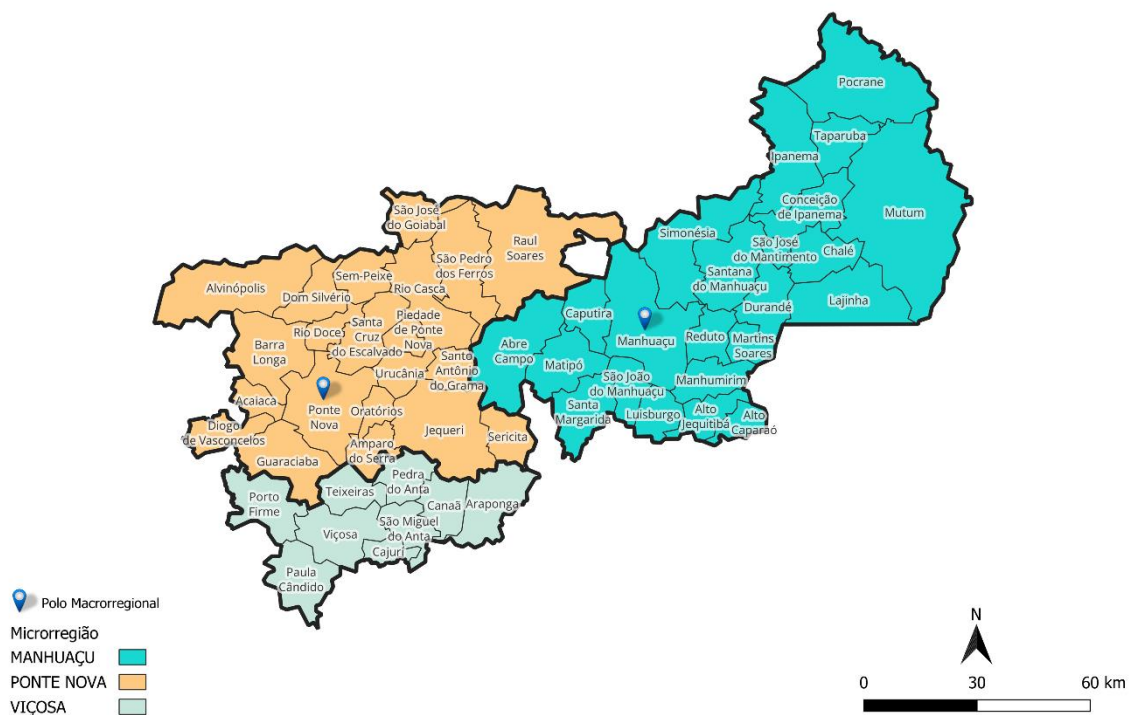 Pocrane
Taparuba
Ipanema
Conceição
de Ipanema
Mutum
São José
do Goiabal
Raul
Soares
Simonésia
São José
do Mantimento
Chalé
São Pedro
dos Ferros
Sem-Peixe
Santana
do Manhuaçu
Alvinópolis
Dom Silvério
Rio Casca
Lajinha
Durandé
Caputira
Piedade
de Ponte
Nova
Santa
Cruz
do Escalvado
Rio Doce
Manhuaçu
Reduto
Martins
Soares
Barra
Longa
Abre
Campo
Santo
Antônio
do Grama
Matipó
Urucânia
São João
do Manhuaçu
Manhumirim
Acaiaca
Ponte
Nova
Oratórios
Santa
Margarida
Luisburgo
Alto
Jequitibá
Alto
Caparaó
Diogo
de Vasconcelos
Jequeri
Sericita
Amparo
do Serra
Guaraciaba
Pedra
do Anta
Teixeiras
Porto
Firme
Canaã
Araponga
São Miguel
do Anta
Viçosa
Cajuri
Paula
Cândido
Polo Macrorregional
Microrregião
MANHUAÇU
PONTE NOVA
VIÇOSA
N
0 30 60 km